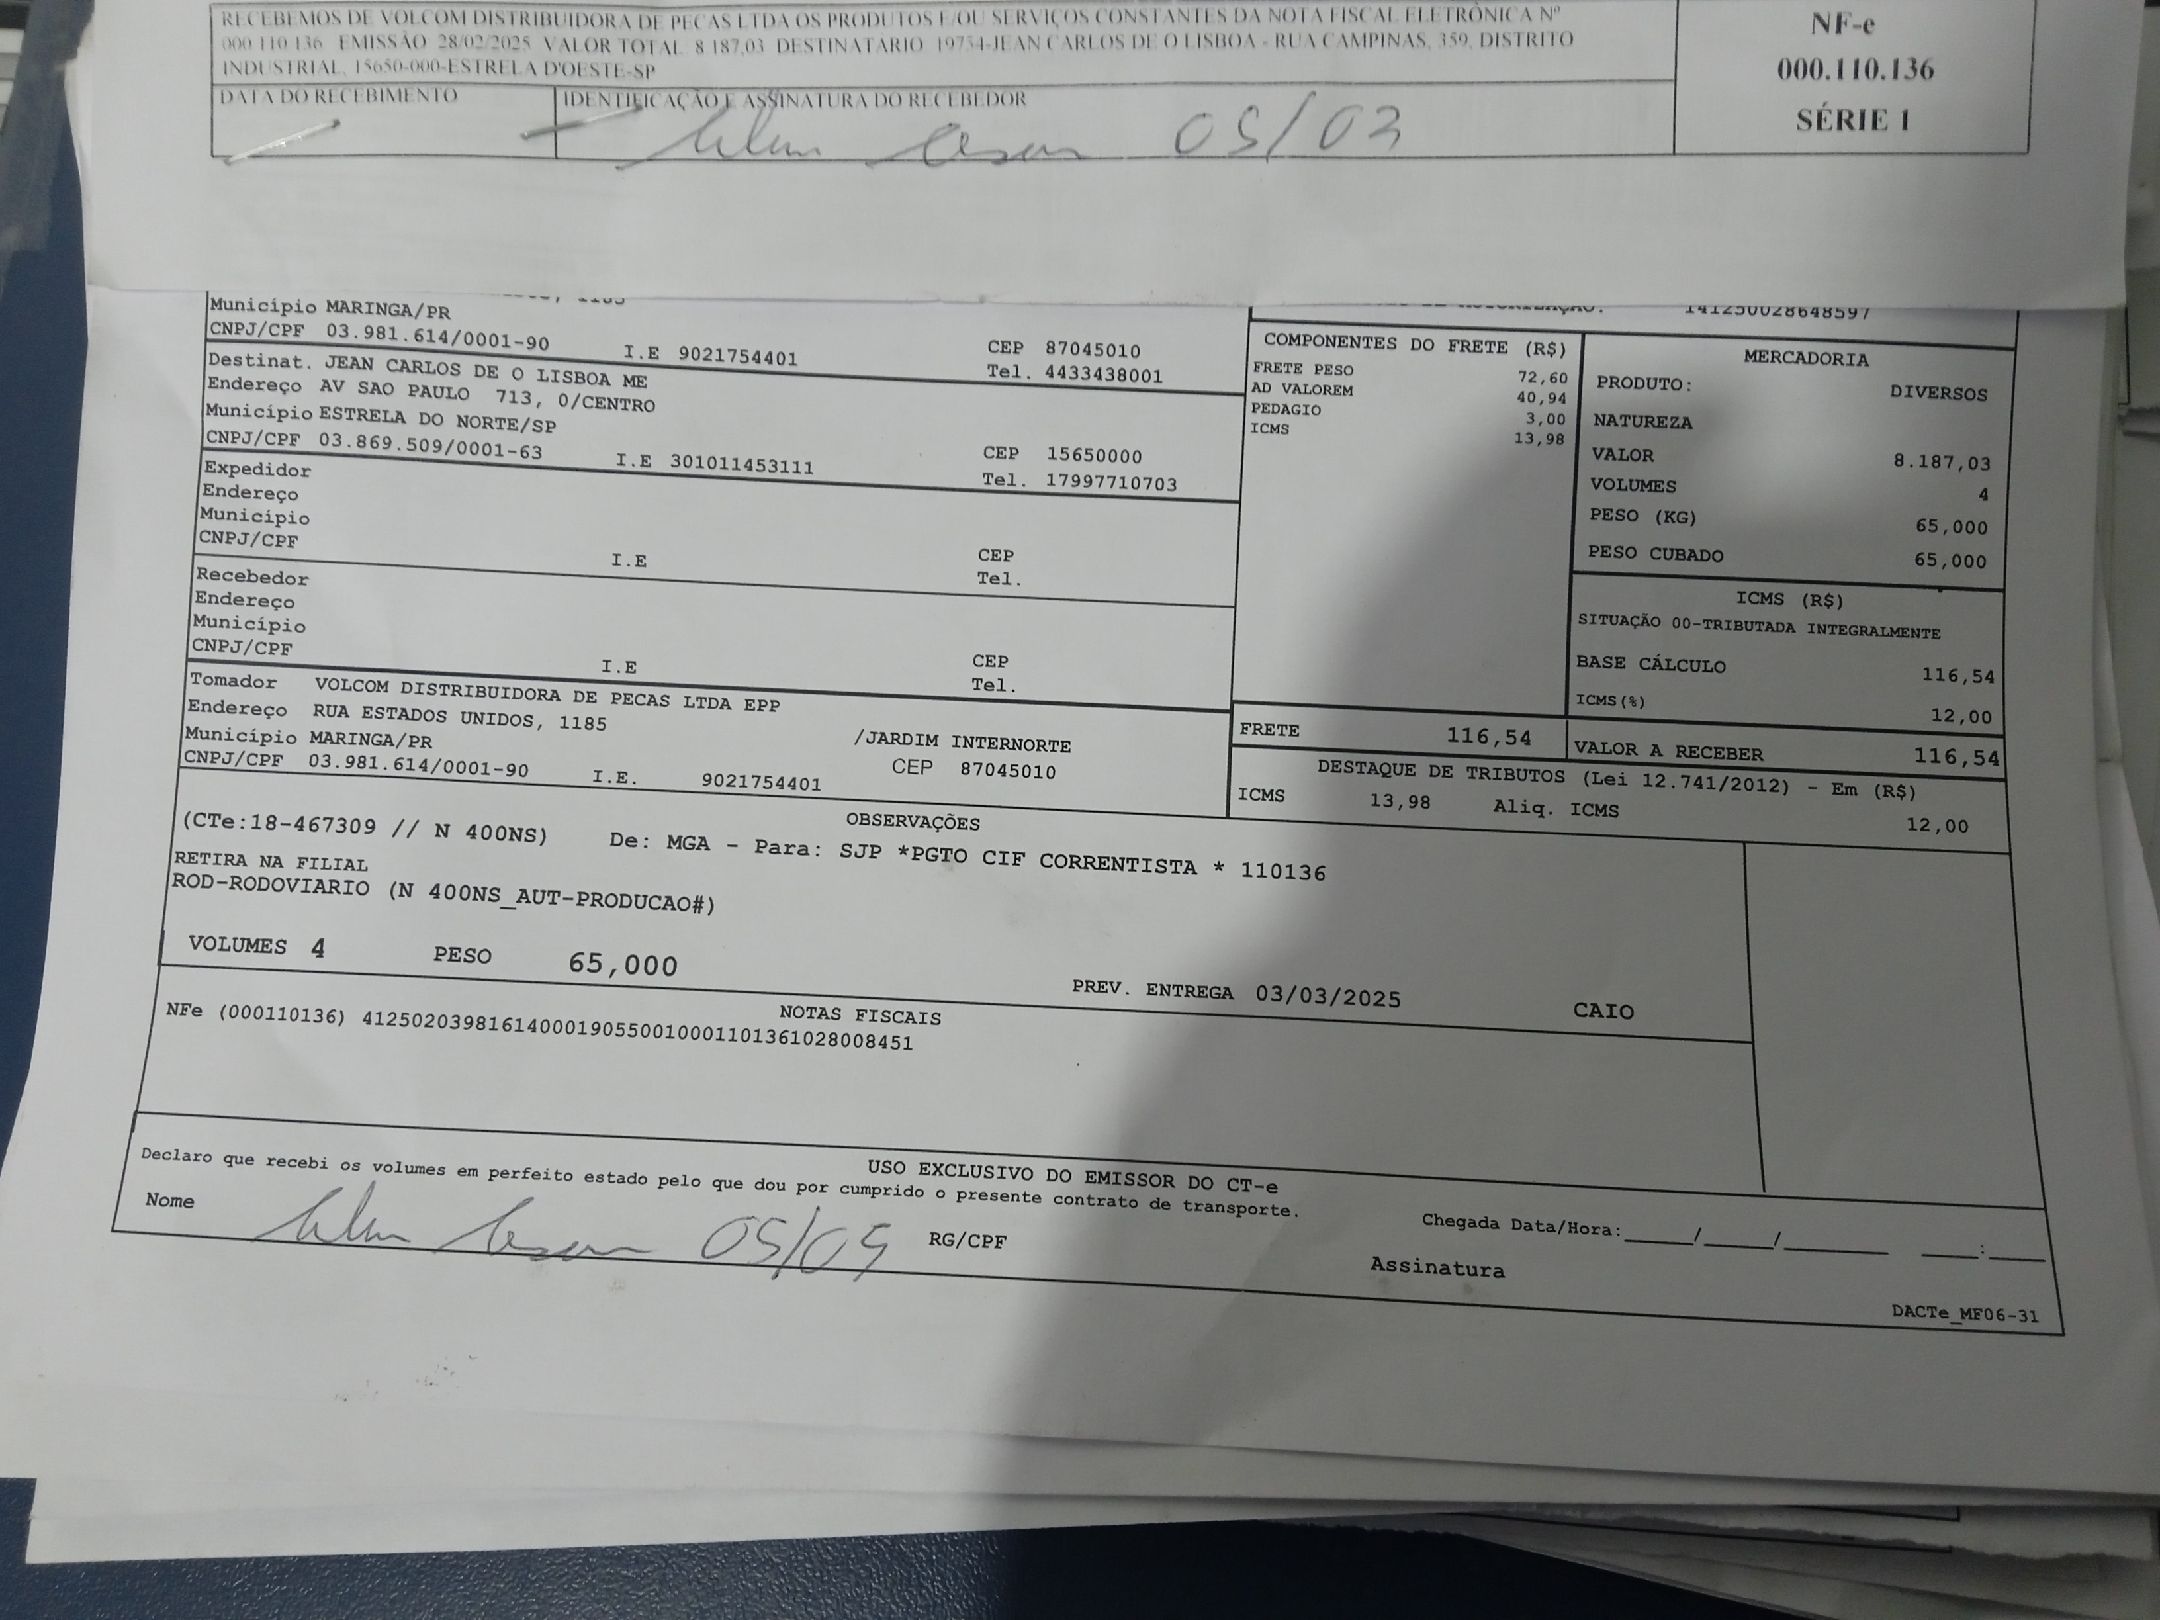 RECEBEMOS DE VOLCOM DISTRIBUIDORA DE PECAS LTDA OS PRODUTOS E/OU SERVIÇOS CONSTANTES DA NOTA FISCAL ELETRÔNICA Nº
000.110.136 EMISSÃO 28/02/2025 VALOR TOTAL 8.187,03 DESTINATARIO 19754-JEAN CARLOS DE O LISBOA - RUA CAMPINAS, 359, DISTRITO
INDUSTRIAL, 15650-000-ESTRELA D'OESTE-SP
NF-e
000.110.136
SÉRIE 1
DATA DO RECEBIMENTO
IDENTIFICAÇÃO E ASSINATURA DO RECEBEDOR
05/03
141250028648597
Município MARINGA/PR
CNPJ/CPF 03.981.614/0001-90 I.E 9021754401
CEP 87045010
Tel. 4433438001
Destinat. JEAN CARLOS DE O LISBOA ME
Endereço AV SAO PAULO 713, 0/CENTRO
Município ESTRELA DO NORTE/SP
CNPJ/CPF 03.869.509/0001-63 I.E 301011453111
CEP 15650000
Tel. 17997710703
Expedidor
Endereço
Município
CNPJ/CPF I.E
CEP
Tel.
Recebedor
Endereço
Município
CNPJ/CPF I.E
CEP
Tel.
Tomador VOLCOM DISTRIBUIDORA DE PECAS LTDA EPP
Endereço RUA ESTADOS UNIDOS, 1185 /JARDIM INTERNORTE
Município MARINGA/PR CEP 87045010
CNPJ/CPF 03.981.614/0001-90 I.E. 9021754401
COMPONENTES DO FRETE (R$)
FRETE PESO 72,60
AD VALOREM 40,94
PEDAGIO 3,00
ICMS 13,98
MERCADORIA
PRODUTO: DIVERSOS
NATUREZA
VALOR 8.187,03
VOLUMES 4
PESO (KG) 65,000
PESO CUBADO 65,000
ICMS (R$)
SITUAÇÃO 00-TRIBUTADA INTEGRALMENTE
BASE CÁLCULO 116,54
ICMS(%) 12,00
FRETE 116,54
VALOR A RECEBER 116,54
DESTAQUE DE TRIBUTOS (Lei 12.741/2012) - Em (R$)
ICMS 13,98 Aliq. ICMS 12,00
OBSERVAÇÕES
(CTe:18-467309 // N 400NS) De: MGA - Para: SJP *PGTO CIF CORRENTISTA * 110136
RETIRA NA FILIAL
ROD-RODOVIARIO (N 400NS_AUT-PRODUCAO#)
VOLUMES 4 PESO 65,000
PREV. ENTREGA 03/03/2025 CAIO
NOTAS FISCAIS
NFe (000110136) 41250203981614000190550010001101361028008451
USO EXCLUSIVO DO EMISSOR DO CT-e
Declaro que recebi os volumes em perfeito estado pelo que dou por cumprido o presente contrato de transporte.
Nome 05/05 RG/CPF
Chegada Data/Hora:_____/_____/________ ____:____
Assinatura
DACTe_MF06-31